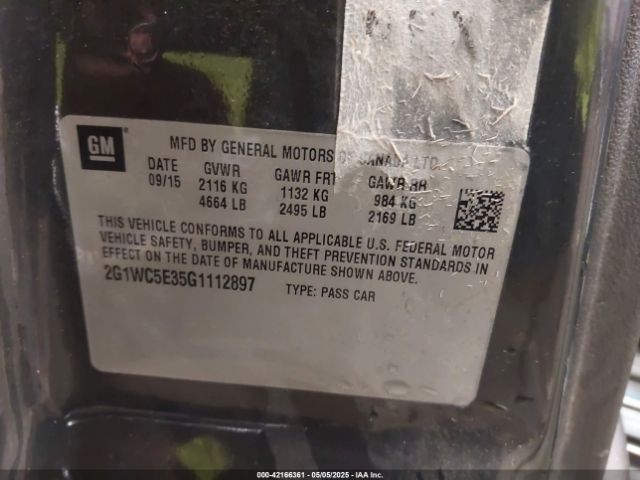 GM
MFD BY GENERAL MOTORS OF CANADA LTD
DATE GVWR GAWR FRT GAWR RR
09/15 2116 KG 1132 KG 984 KG
4664 LB 2495 LB 2169 LB
THIS VEHICLE CONFORMS TO ALL APPLICABLE U.S. FEDERAL MOTOR
VEHICLE SAFETY, BUMPER, AND THEFT PREVENTION STANDARDS IN
EFFECT ON THE DATE OF MANUFACTURE SHOWN ABOVE.
2G1WC5E35G1112897 TYPE: PASS CAR
000-42166361 - 05/05/2025 - IAA Inc.